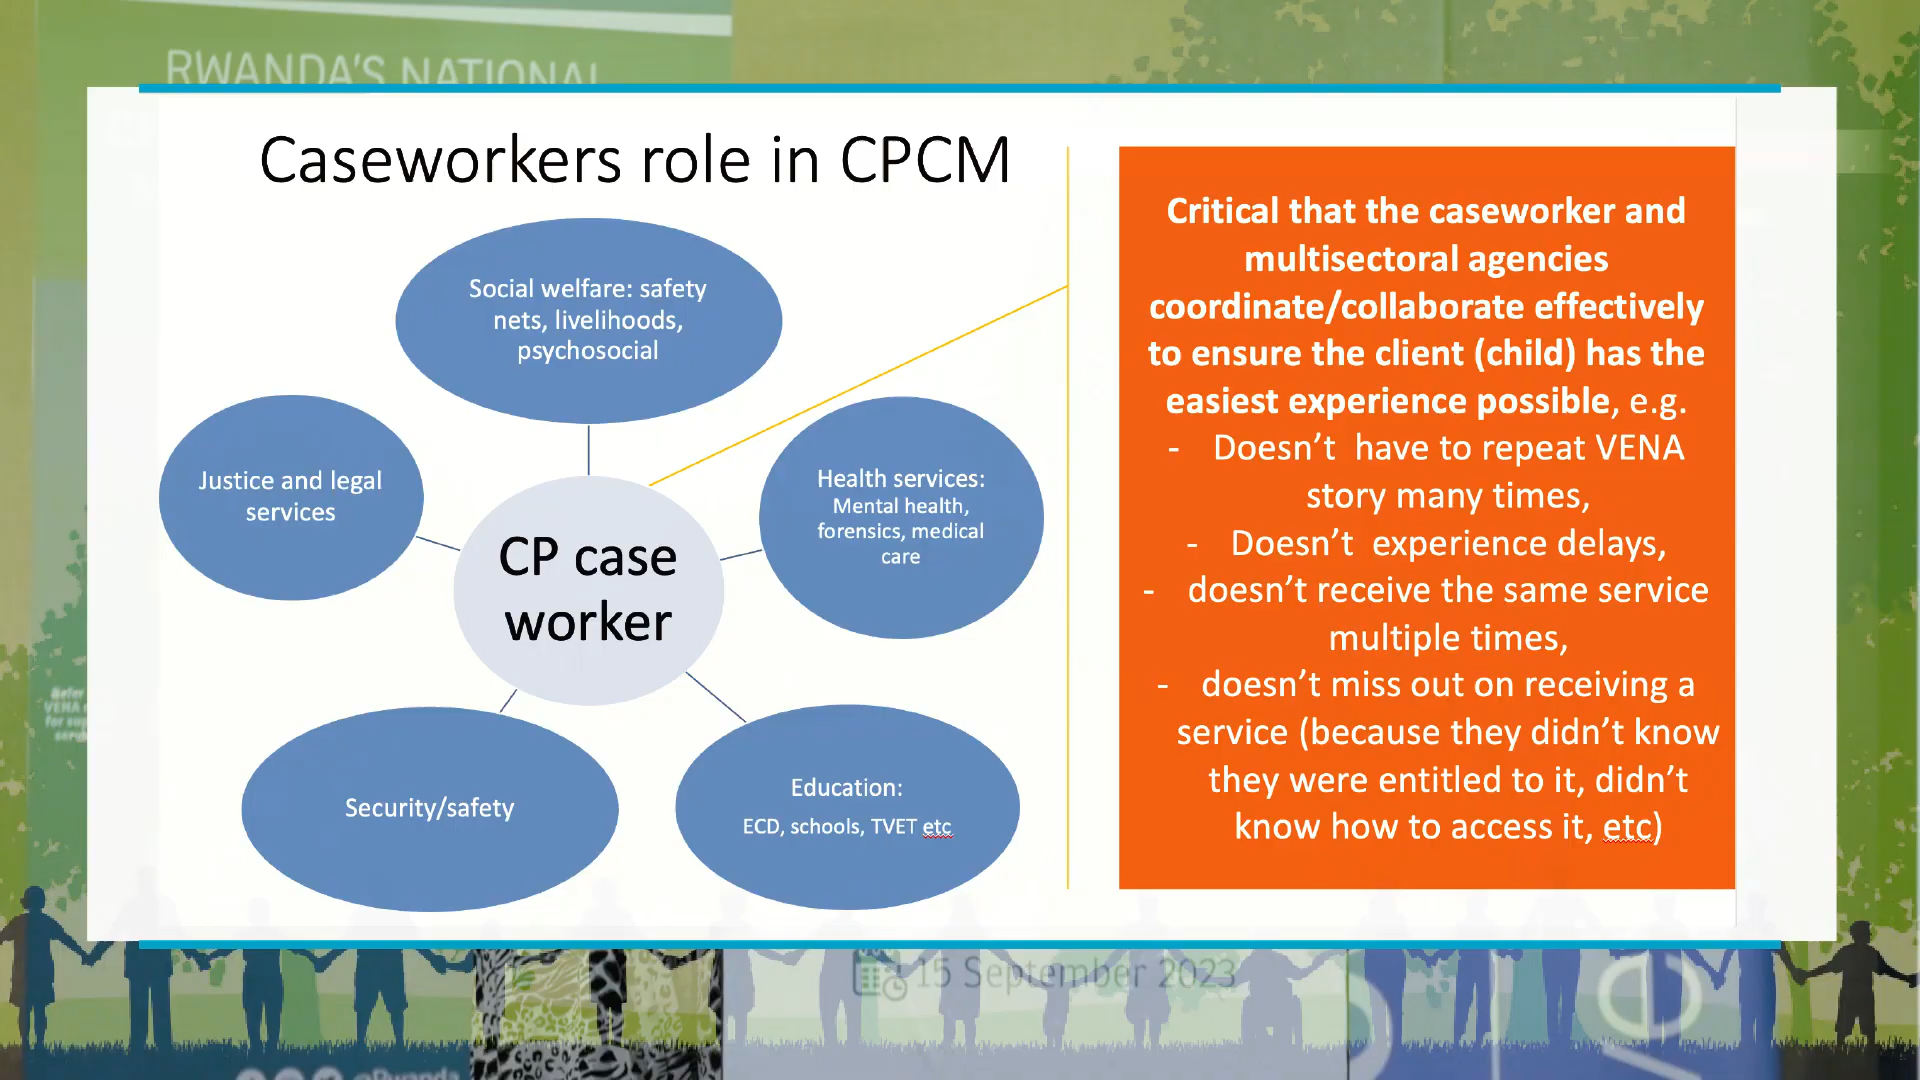 RWANDA'S NATIONAL
Caseworkers role in CPCM
Social welfare: safety
nets, livelihoods,
psychosocial
Justice and legal
services
Health services:
Mental health,
forensics, medical
care
CP case
worker
Security/safety
Education:
ECD, schools, TVET etc
Critical that the caseworker and
multisectoral agencies
coordinate/collaborate effectively
to ensure the client (child) has the
easiest experience possible, e.g.
- Doesn't have to repeat VENA
story many times,
- Doesn't experience delays,
- doesn't receive the same service
multiple times,
- doesn't miss out on receiving a
service (because they didn't know
they were entitled to it, didn't
know how to access it, etc)
15 September 2023